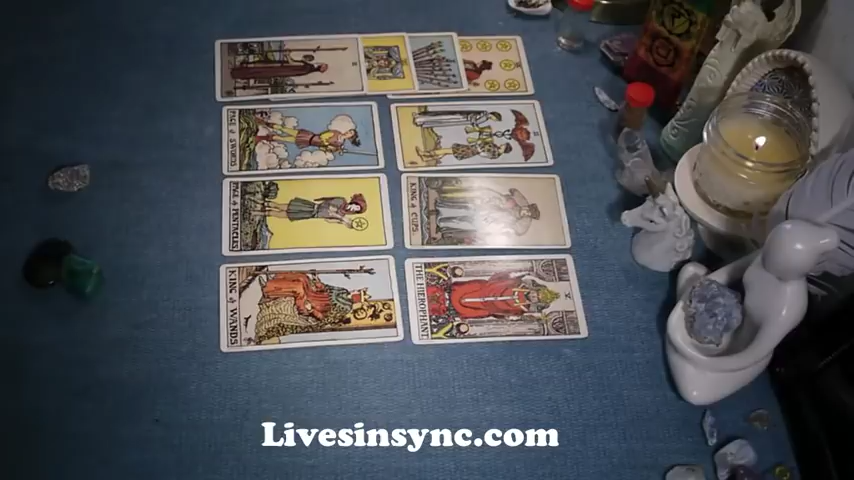 PAGE of SWORDS
PAGE of PENTACLES
KING of CUPS
KING of WANDS
THE HIEROPHANT
V
Livesinsync.com